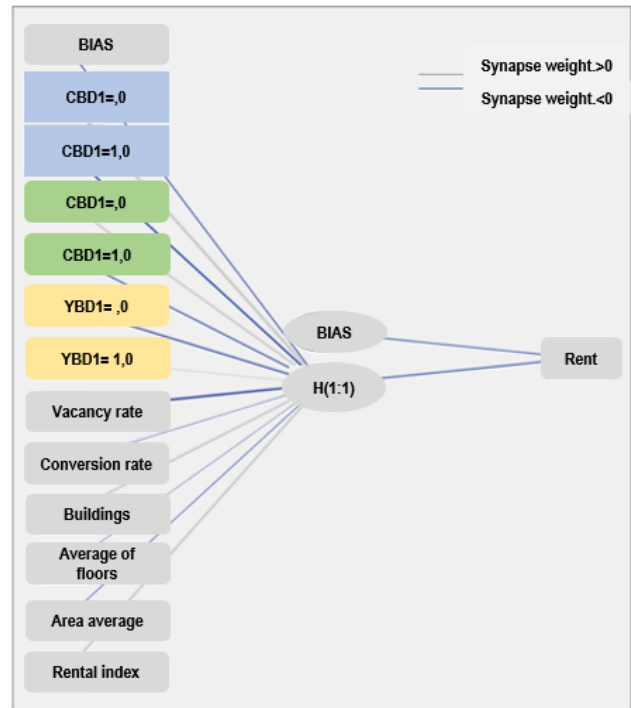 BIAS
CBD1=,0
CBD1=1,0
CBD1=,0
CBD1=1,0
YBD1= ,0
YBD1= 1,0
Vacancy rate
Conversion rate
Buildings
Average of
floors
Area average
Rental index
BIAS
H(1:1)
Rent
Synapse weight.>0
Synapse weight.<0